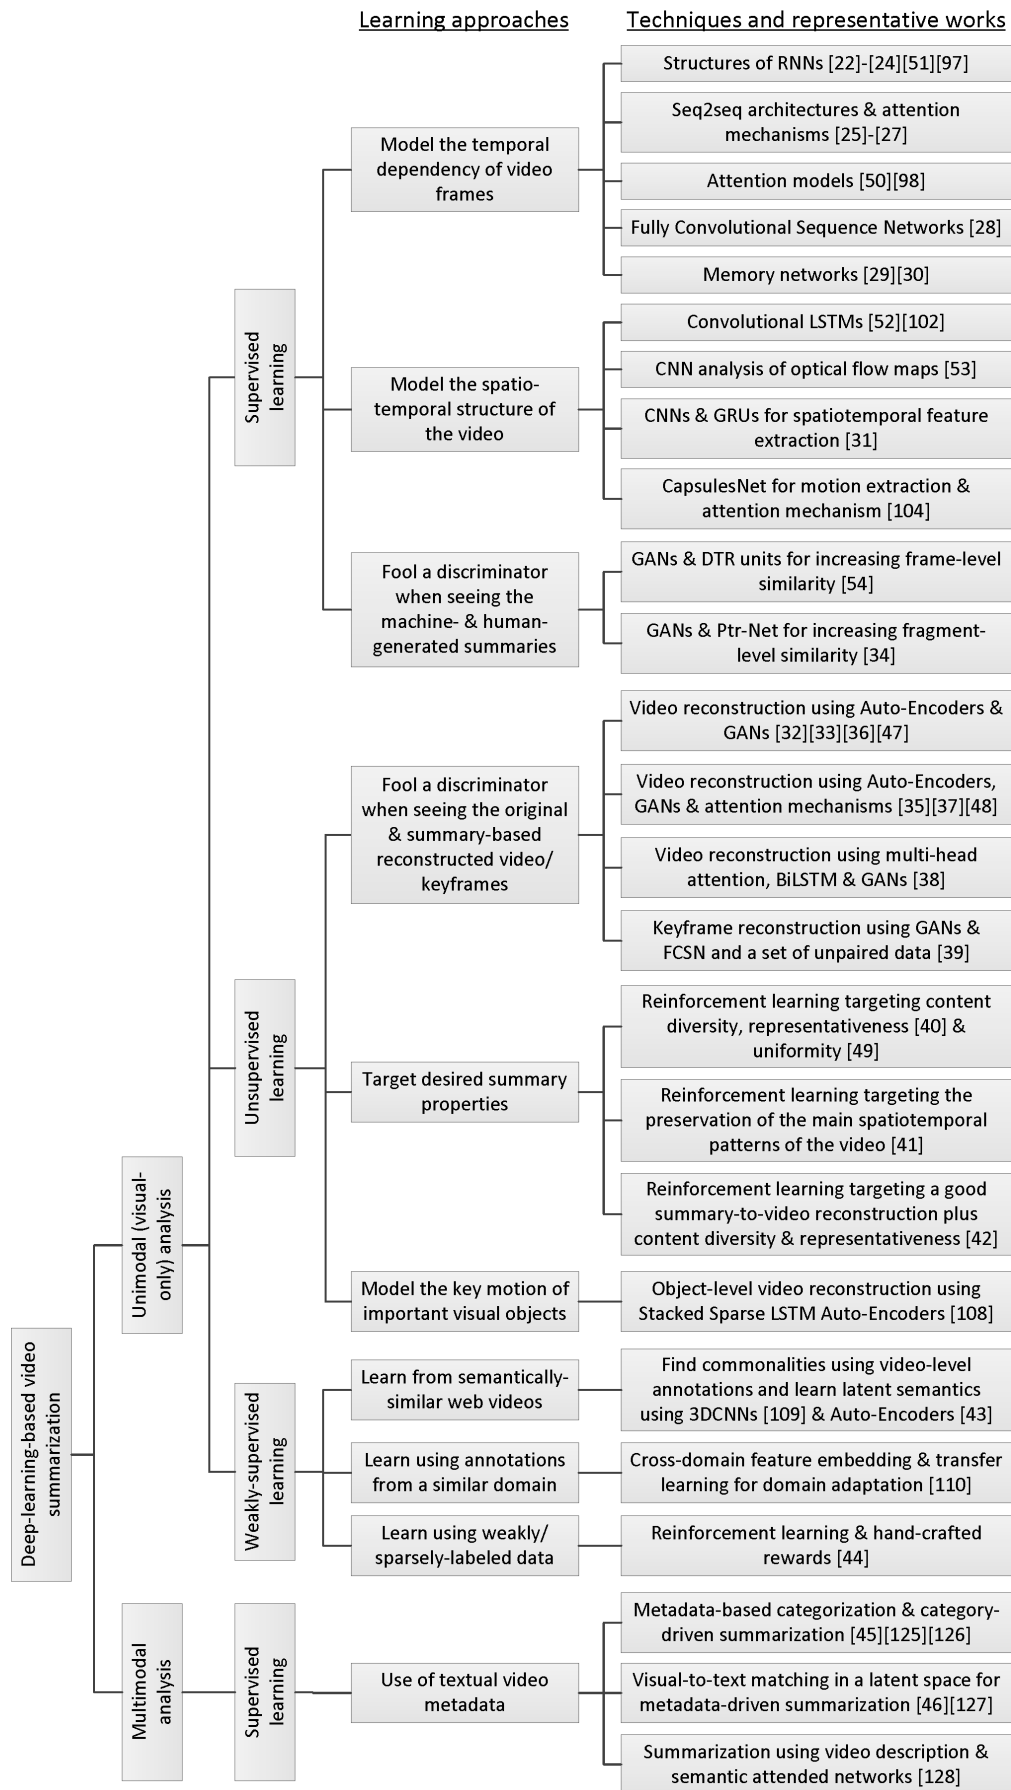 Learning approaches
Techniques and representative works
Deep-learning-based video
summarization
Unimodal (visual-
only) analysis
Supervised
learning
Model the temporal
dependency of video
frames
Structures of RNNs [22]-[24][51][97]
Seq2seq architectures & attention
mechanisms [25]-[27]
Attention models [50][98]
Fully Convolutional Sequence Networks [28]
Memory networks [29][30]
Model the spatio-
temporal structure of
the video
Convolutional LSTMs [52][102]
CNN analysis of optical flow maps [53]
CNNs & GRUs for spatiotemporal feature
extraction [31]
CapsulesNet for motion extraction &
attention mechanism [104]
Fool a discriminator
when seeing the
machine- & human-
generated summaries
GANs & DTR units for increasing frame-level
similarity [54]
GANs & Ptr-Net for increasing fragment-
level similarity [34]
Unsupervised
learning
Fool a discriminator
when seeing the original
& summary-based
reconstructed video/
keyframes
Video reconstruction using Auto-Encoders &
GANs [32][33][36][47]
Video reconstruction using Auto-Encoders,
GANs & attention mechanisms [35][37][48]
Video reconstruction using multi-head
attention, BiLSTM & GANs [38]
Keyframe reconstruction using GANs &
FCSN and a set of unpaired data [39]
Target desired summary
properties
Reinforcement learning targeting content
diversity, representativeness [40] &
uniformity [49]
Reinforcement learning targeting the
preservation of the main spatiotemporal
patterns of the video [41]
Reinforcement learning targeting a good
summary-to-video reconstruction plus
content diversity & representativeness [42]
Model the key motion of
important visual objects
Object-level video reconstruction using
Stacked Sparse LSTM Auto-Encoders [108]
Weakly-supervised
learning
Learn from semantically-
similar web videos
Find commonalities using video-level
annotations and learn latent semantics
using 3DCNNs [109] & Auto-Encoders [43]
Learn using annotations
from a similar domain
Cross-domain feature embedding & transfer
learning for domain adaptation [110]
Learn using weakly/
sparsely-labeled data
Reinforcement learning & hand-crafted
rewards [44]
Multimodal
analysis
Supervised
learning
Use of textual video
metadata
Metadata-based categorization & category-
driven summarization [45][125][126]
Visual-to-text matching in a latent space for
metadata-driven summarization [46][127]
Summarization using video description &
semantic attended networks [128]